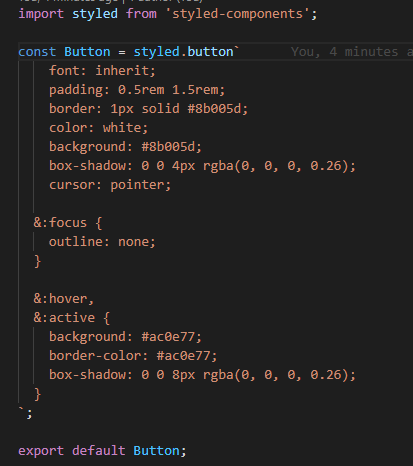 import styled from 'styled-components';
const Button = styled.button` You, 4 minutes a
font: inherit;
padding: 0.5rem 1.5rem;
border: 1px solid #8b005d;
color: white;
background: #8b005d;
box-shadow: 0 0 4px rgba(0, 0, 0, 0.26);
cursor: pointer;
&:focus {
outline: none;
}
&:hover,
&:active {
background: #ac0e77;
border-color: #ac0e77;
box-shadow: 0 0 8px rgba(0, 0, 0, 0.26);
}
`;
export default Button;